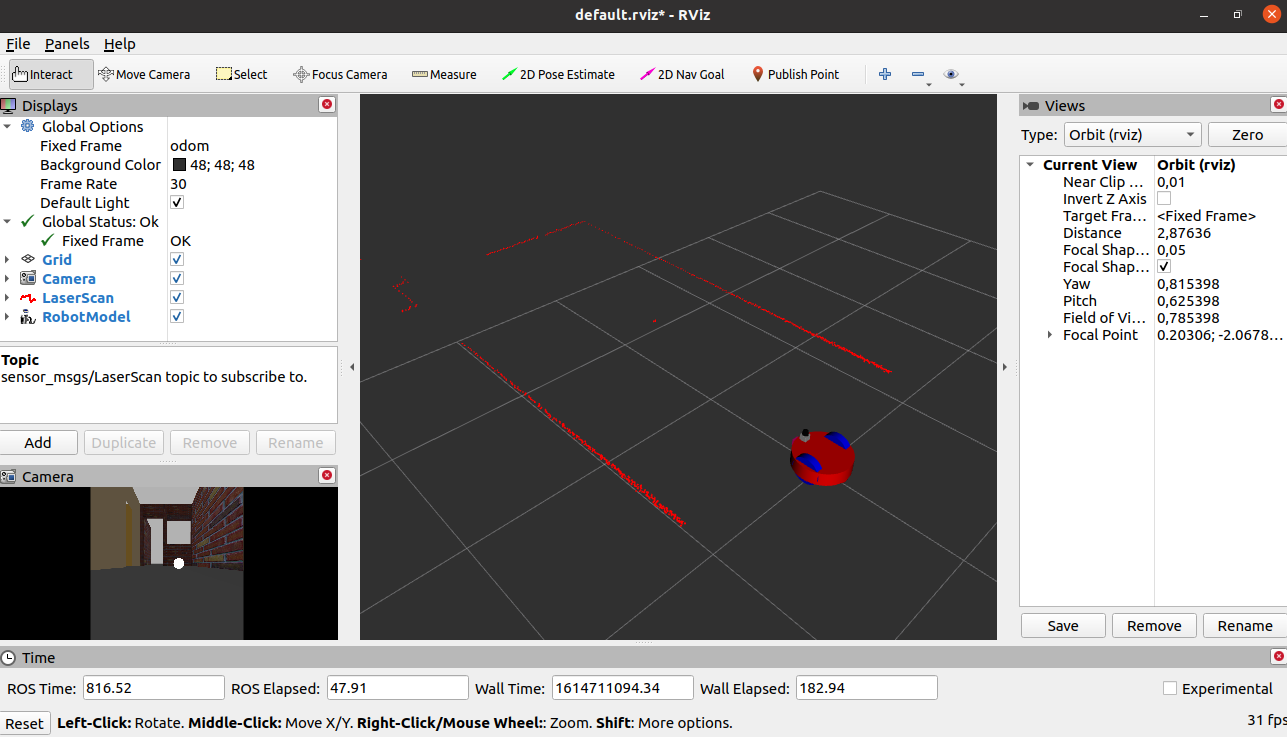 default.rviz* - RViz
File Panels Help
Interact Move Camera Select Focus Camera Measure 2D Pose Estimate 2D Nav Goal Publish Point
Displays
Global Options
Fixed Frame odom
Background Color 48; 48; 48
Frame Rate 30
Default Light
Global Status: Ok
Fixed Frame OK
Grid
Camera
LaserScan
RobotModel
Topic
sensor_msgs/LaserScan topic to subscribe to.
Add Duplicate Remove Rename
Camera
Views
Type: Orbit (rviz) Zero
Current View Orbit (rviz)
Near Clip ... 0,01
Invert Z Axis
Target Fra... <Fixed Frame>
Distance 2,87636
Focal Shap... 0,05
Focal Shap...
Yaw 0,815398
Pitch 0,625398
Field of Vi... 0,785398
Focal Point 0.20306; -2.0678...
Save Remove Rename
Time
ROS Time: 816.52 ROS Elapsed: 47.91 Wall Time: 1614711094.34 Wall Elapsed: 182.94 Experimental
Reset Left-Click: Rotate. Middle-Click: Move X/Y. Right-Click/Mouse Wheel:: Zoom. Shift: More options. 31 fps